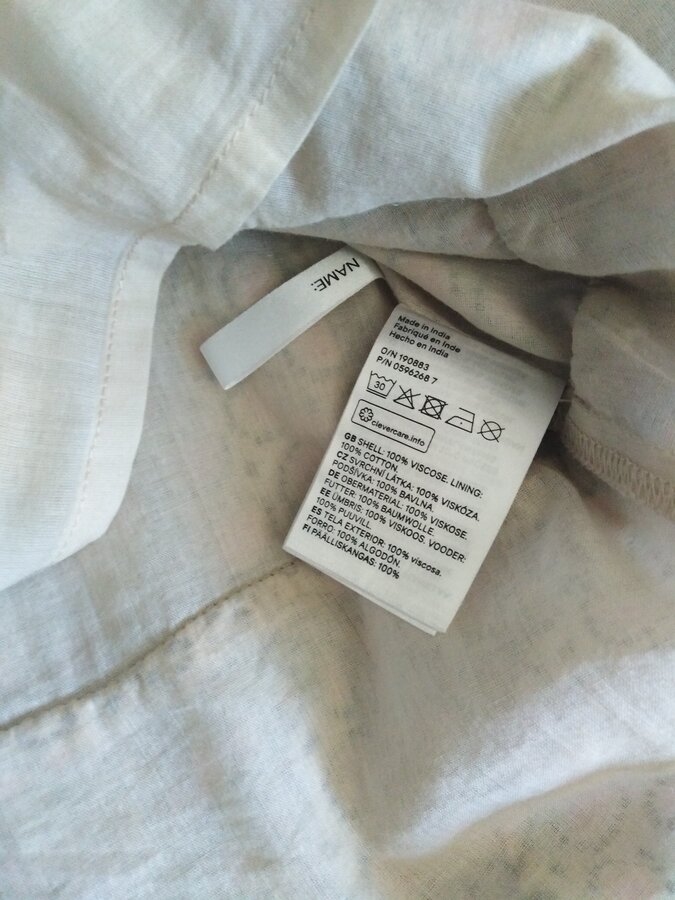 NAME:
Made in India
Fabriqué en Inde
Hecho en India
O/N 190883
P/N 0596268 7
30
clevercare.info
GB SHELL: 100% VISCOSE. LINING:
100% COTTON.
CZ SVRCHNÍ LÁTKA: 100% VISKÓZA.
PODŠÍVKA: 100% BAVLNA.
DE OBERMATERIAL: 100% VISKOSE.
FUTTER: 100% BAUMWOLLE.
EE ÜMBRIS: 100% VISKOOS. VOODER:
100% PUUVILL.
ES TELA EXTERIOR: 100% viscosa.
FORRO: 100% ALGODÓN.
FI PÄÄLLISKANGAS: 100%